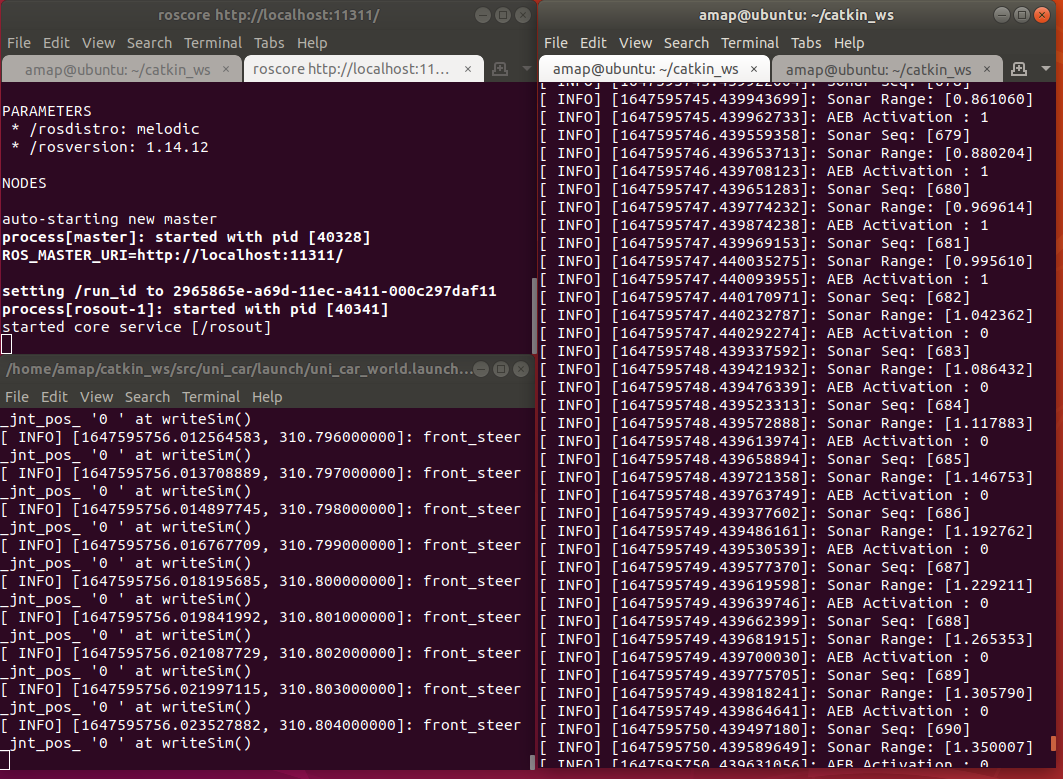 roscore http://localhost:11311/
File Edit View Search Terminal Tabs Help
amap@ubuntu: ~/catkin_ws × roscore http://localhost:11... ×
PARAMETERS
* /rosdistro: melodic
* /rosversion: 1.14.12
NODES
auto-starting new master
process[master]: started with pid [40328]
ROS_MASTER_URI=http://localhost:11311/
setting /run_id to 2965865e-a69d-11ec-a411-000c297daf11
process[rosout-1]: started with pid [40341]
started core service [/rosout]
/home/amap/catkin_ws/src/uni_car/launch/uni_car_world.launch...
File Edit View Search Terminal Help
_jnt_pos_ '0 ' at writeSim()
[ INFO] [1647595756.012564583, 310.796000000]: front_steer
_jnt_pos_ '0 ' at writeSim()
[ INFO] [1647595756.013708889, 310.797000000]: front_steer
_jnt_pos_ '0 ' at writeSim()
[ INFO] [1647595756.014897745, 310.798000000]: front_steer
_jnt_pos_ '0 ' at writeSim()
[ INFO] [1647595756.016767709, 310.799000000]: front_steer
_jnt_pos_ '0 ' at writeSim()
[ INFO] [1647595756.018195685, 310.800000000]: front_steer
_jnt_pos_ '0 ' at writeSim()
[ INFO] [1647595756.019841992, 310.801000000]: front_steer
_jnt_pos_ '0 ' at writeSim()
[ INFO] [1647595756.021087729, 310.802000000]: front_steer
_jnt_pos_ '0 ' at writeSim()
[ INFO] [1647595756.021997115, 310.803000000]: front_steer
_jnt_pos_ '0 ' at writeSim()
[ INFO] [1647595756.023527882, 310.804000000]: front_steer
_jnt_pos_ '0 ' at writeSim()
amap@ubuntu: ~/catkin_ws
File Edit View Search Terminal Tabs Help
amap@ubuntu: ~/catkin_ws × amap@ubuntu: ~/catkin_ws ×
[ INFO] [1647595745.439943699]: Sonar Range: [0.861060]
[ INFO] [1647595745.439962733]: AEB Activation : 1
[ INFO] [1647595746.439559358]: Sonar Seq: [679]
[ INFO] [1647595746.439653713]: Sonar Range: [0.880204]
[ INFO] [1647595746.439708123]: AEB Activation : 1
[ INFO] [1647595747.439651283]: Sonar Seq: [680]
[ INFO] [1647595747.439774232]: Sonar Range: [0.969614]
[ INFO] [1647595747.439874238]: AEB Activation : 1
[ INFO] [1647595747.439969153]: Sonar Seq: [681]
[ INFO] [1647595747.440035275]: Sonar Range: [0.995610]
[ INFO] [1647595747.440093955]: AEB Activation : 1
[ INFO] [1647595747.440170971]: Sonar Seq: [682]
[ INFO] [1647595747.440232787]: Sonar Range: [1.042362]
[ INFO] [1647595747.440292274]: AEB Activation : 0
[ INFO] [1647595748.439337592]: Sonar Seq: [683]
[ INFO] [1647595748.439421932]: Sonar Range: [1.086432]
[ INFO] [1647595748.439476339]: AEB Activation : 0
[ INFO] [1647595748.439523313]: Sonar Seq: [684]
[ INFO] [1647595748.439572888]: Sonar Range: [1.117883]
[ INFO] [1647595748.439613974]: AEB Activation : 0
[ INFO] [1647595748.439658894]: Sonar Seq: [685]
[ INFO] [1647595748.439721358]: Sonar Range: [1.146753]
[ INFO] [1647595748.439763749]: AEB Activation : 0
[ INFO] [1647595749.439377602]: Sonar Seq: [686]
[ INFO] [1647595749.439486161]: Sonar Range: [1.192762]
[ INFO] [1647595749.439530539]: AEB Activation : 0
[ INFO] [1647595749.439577370]: Sonar Seq: [687]
[ INFO] [1647595749.439619598]: Sonar Range: [1.229211]
[ INFO] [1647595749.439639746]: AEB Activation : 0
[ INFO] [1647595749.439662399]: Sonar Seq: [688]
[ INFO] [1647595749.439681915]: Sonar Range: [1.265353]
[ INFO] [1647595749.439700030]: AEB Activation : 0
[ INFO] [1647595749.439775705]: Sonar Seq: [689]
[ INFO] [1647595749.439818241]: Sonar Range: [1.305790]
[ INFO] [1647595749.439864641]: AEB Activation : 0
[ INFO] [1647595750.439497180]: Sonar Seq: [690]
[ INFO] [1647595750.439589649]: Sonar Range: [1.350007]
[ INFO] [1647595750.439631056]: AEB Activation : 0